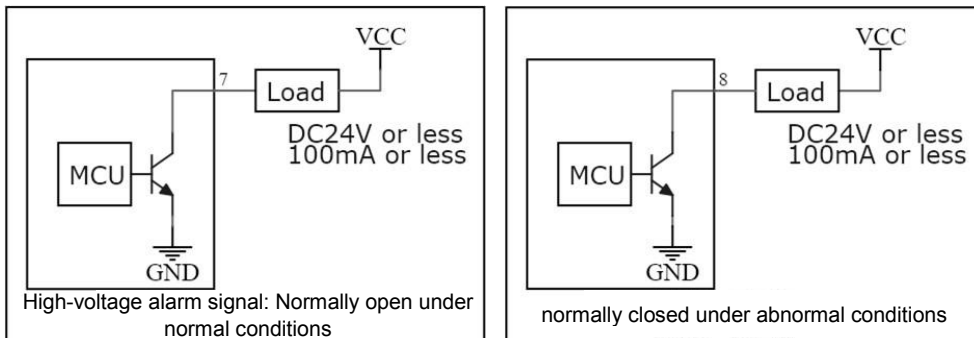 VCC
7
Load
DC24V or less
100mA or less
MCU
GND
High-voltage alarm signal: Normally open under
normal conditions
VCC
8
Load
DC24V or less
100mA or less
MCU
GND
normally closed under abnormal conditions